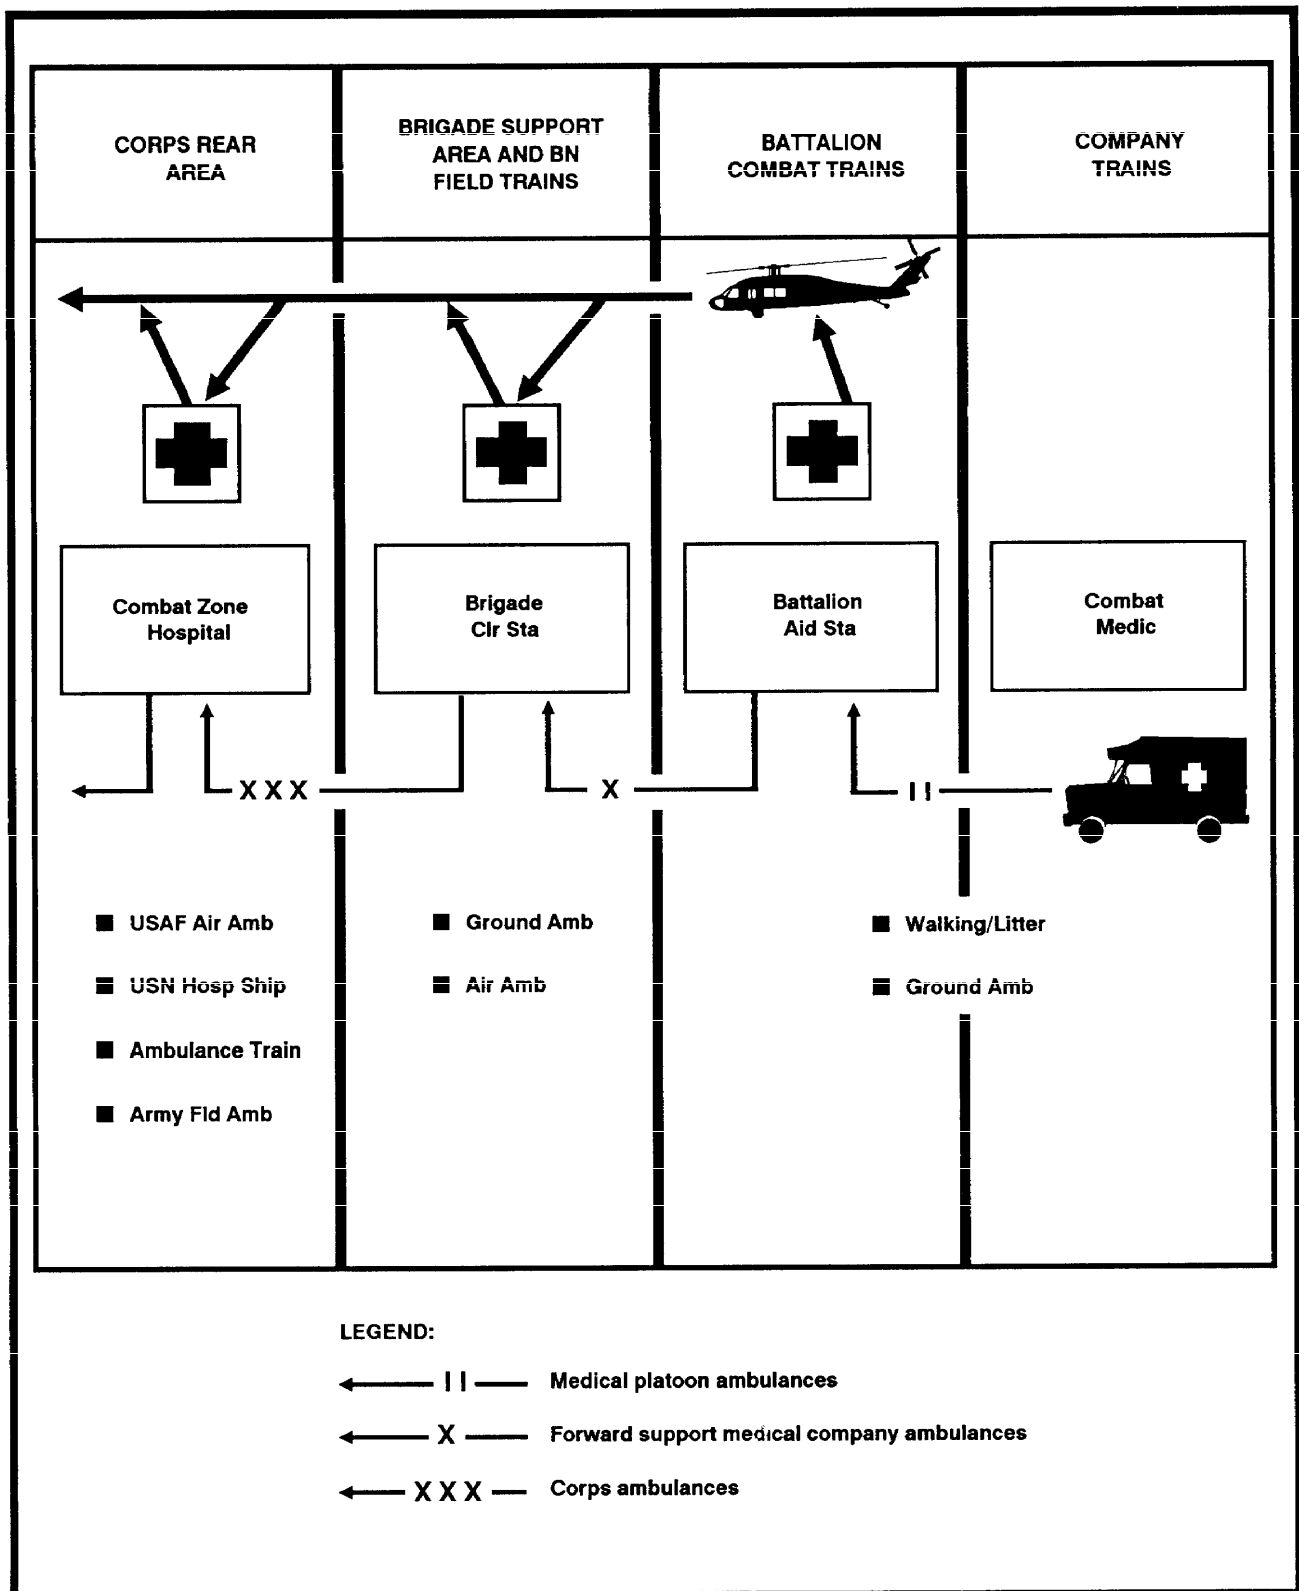 CORPS REAR
AREA
BRIGADE SUPPORT
AREA AND BN
FIELD TRAINS
BATTALION
COMBAT TRAINS
COMPANY
TRAINS
Combat Zone
Hospital
Brigade
Clr Sta
Battalion
Aid Sta
Combat
Medic
XXX
X
II
USAF Air Amb
USN Hosp Ship
Ambulance Train
Army Fld Amb
Ground Amb
Air Amb
Walking/Litter
Ground Amb
LEGEND:
II Medical platoon ambulances
X Forward support medical company ambulances
XXX Corps ambulances